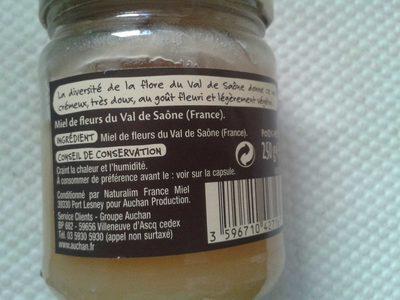 La diversité de la flore du Val de Saône donne ce
crémeux, très doux, au goût fleuri et légèrement
Miel de fleurs du Val de Saône (France).
INGRÉDIENT Miel de fleurs du Val de Saône (France).
CONSEIL DE CONSERVATION
Craint la chaleur et l'humidité.
A consommer de préférence avant le : voir sur la capsule.
Conditionné par Naturalim France Miel
39330 Port Lesney pour Auchan Production.
Service Clients - Groupe Auchan
BP 682 - 59656 Villeneuve d'Ascq cedex
Tél. 03 5930 5930 (appel non surtaxé)
www.auchan.fr
250 g
3 596710 427